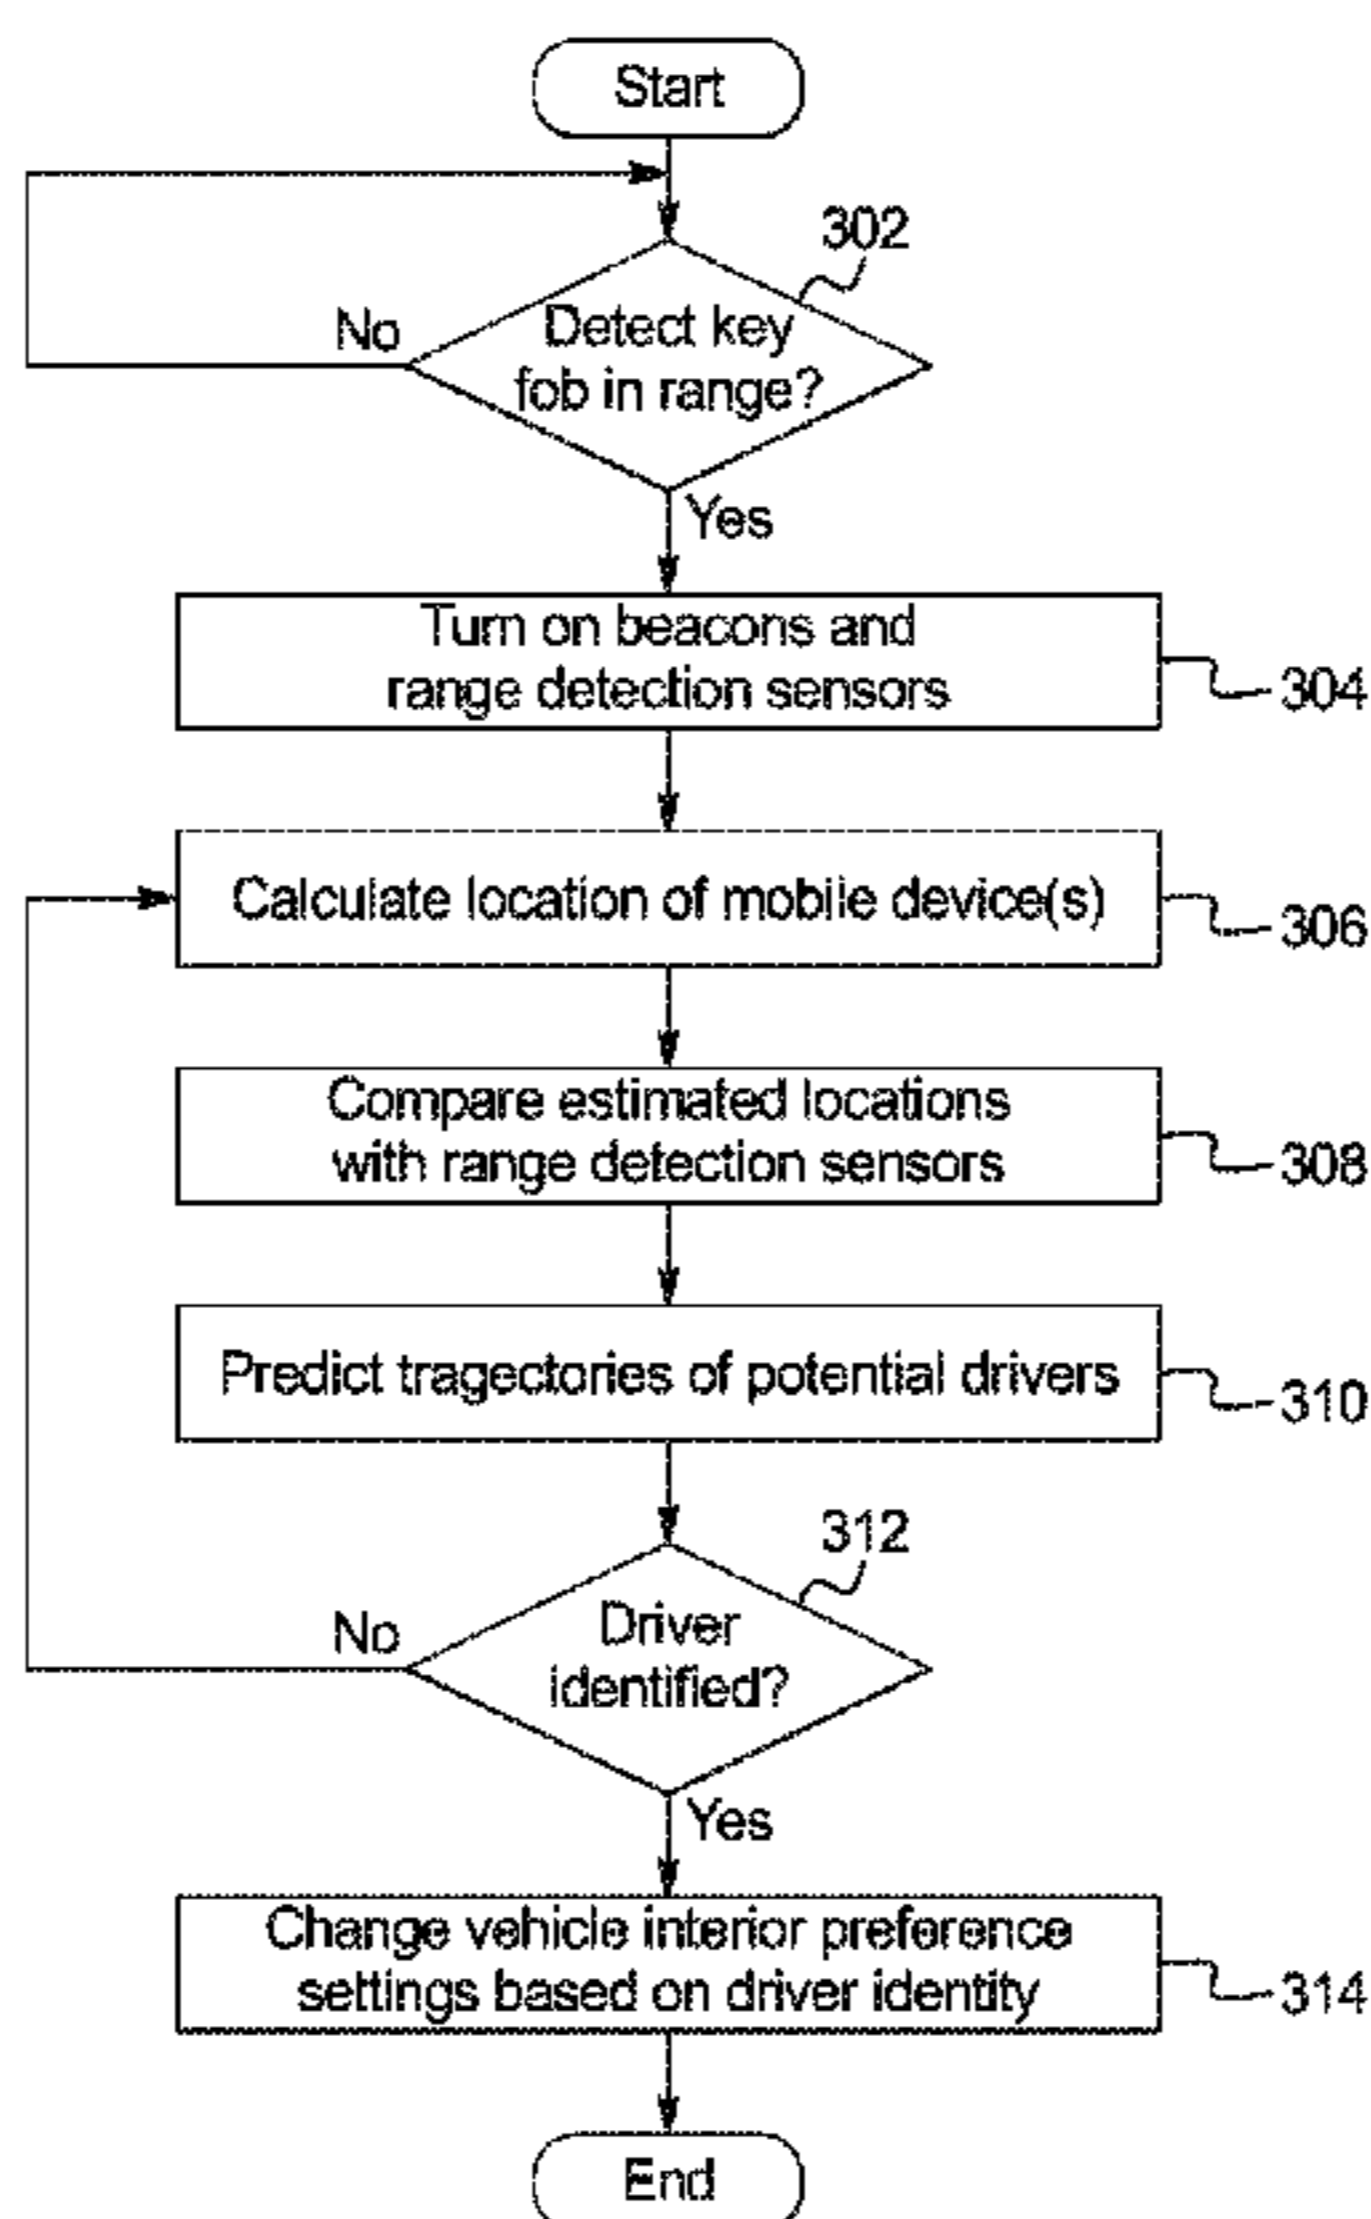 Start
302
No
Detect key
fob in range?
Yes
Turn on beacons and
range detection sensors
304
Calculate location of mobile device(s)
306
Compare estimated locations
with range detection sensors
308
Predict tragectories of potential drivers
310
312
No
Driver
identified?
Yes
Change vehicle interior preference
settings based on driver identity
314
End